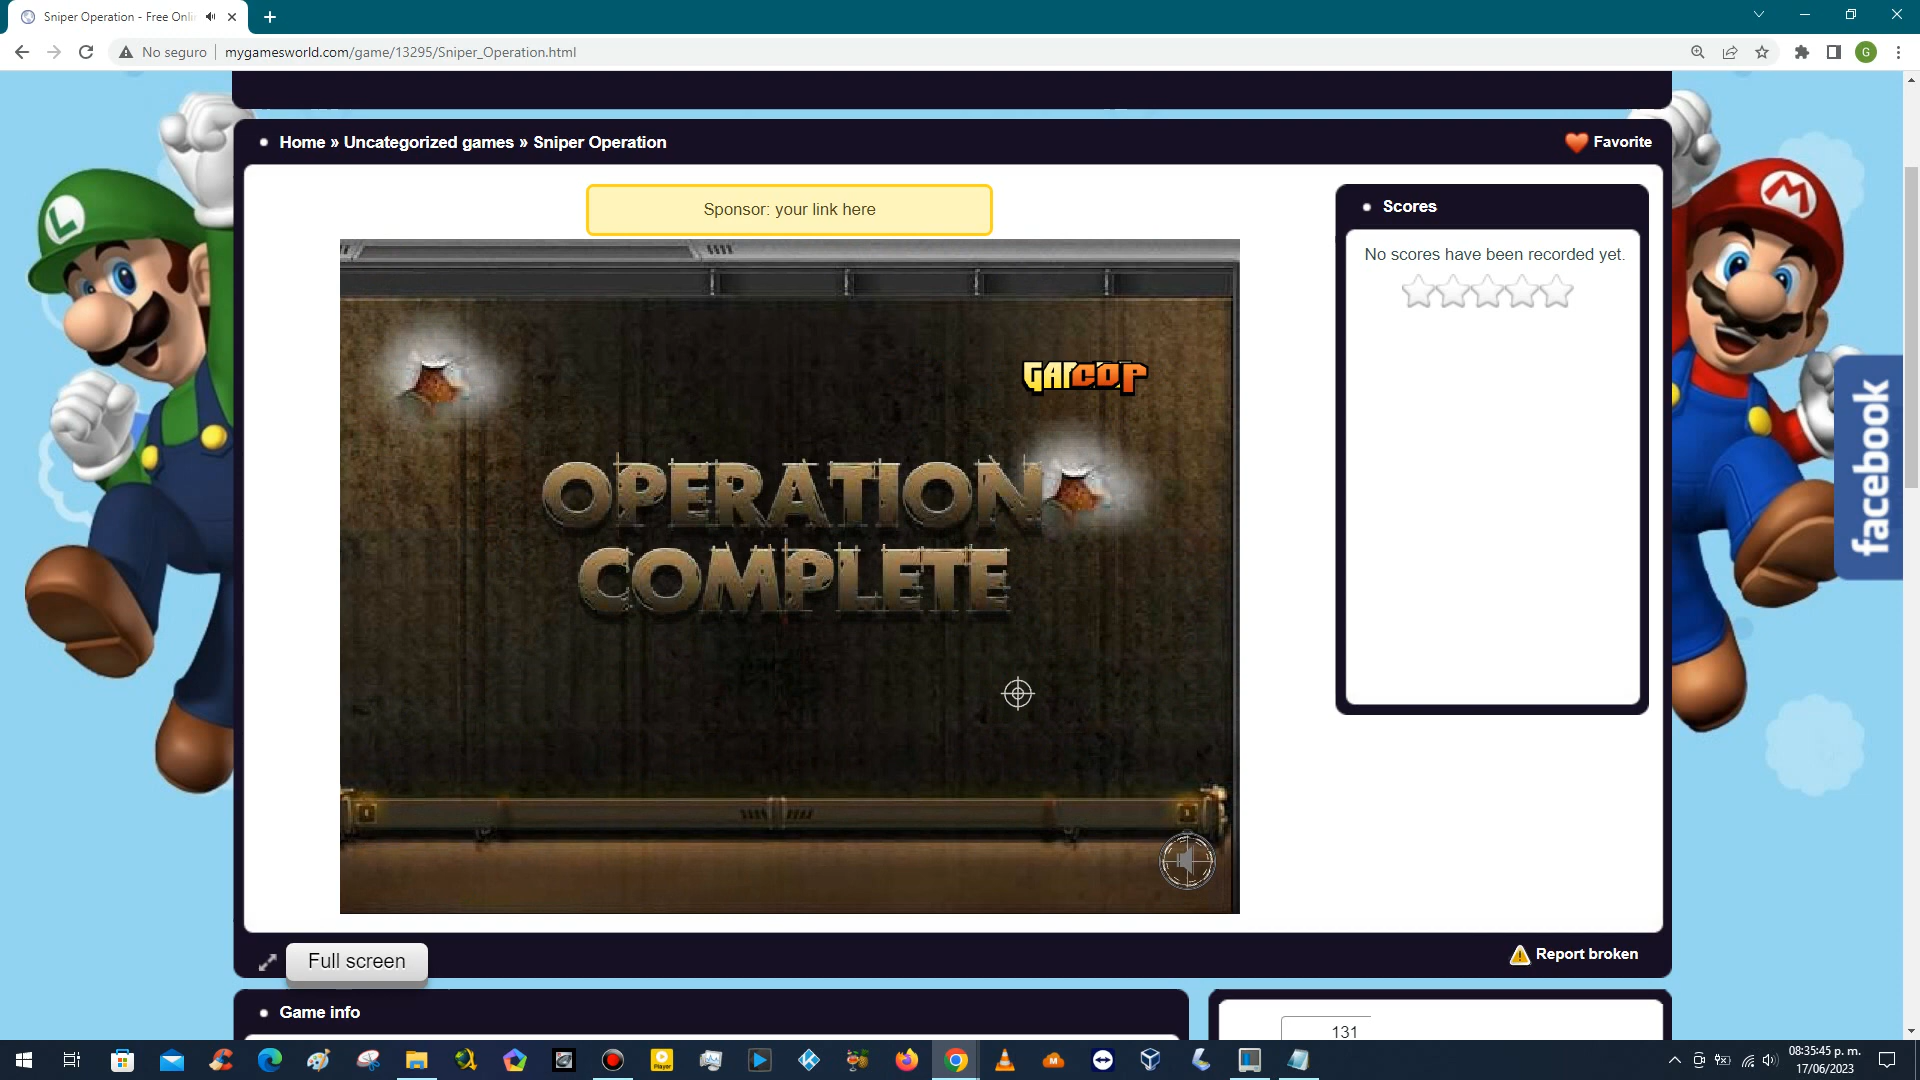 Sniper Operation - Free Onli
No seguro
mygamesworld.com/game/13295/Sniper_Operation.html
G
Home » Uncategorized games » Sniper Operation
Favorite
Sponsor: your link here
Scores
No scores have been recorded yet.
L
M
GATCOP
OPERATION
COMPLETE
facebook
Full screen
Report broken
Game info
131
Player
08:35:45 p. m.
17/06/2023